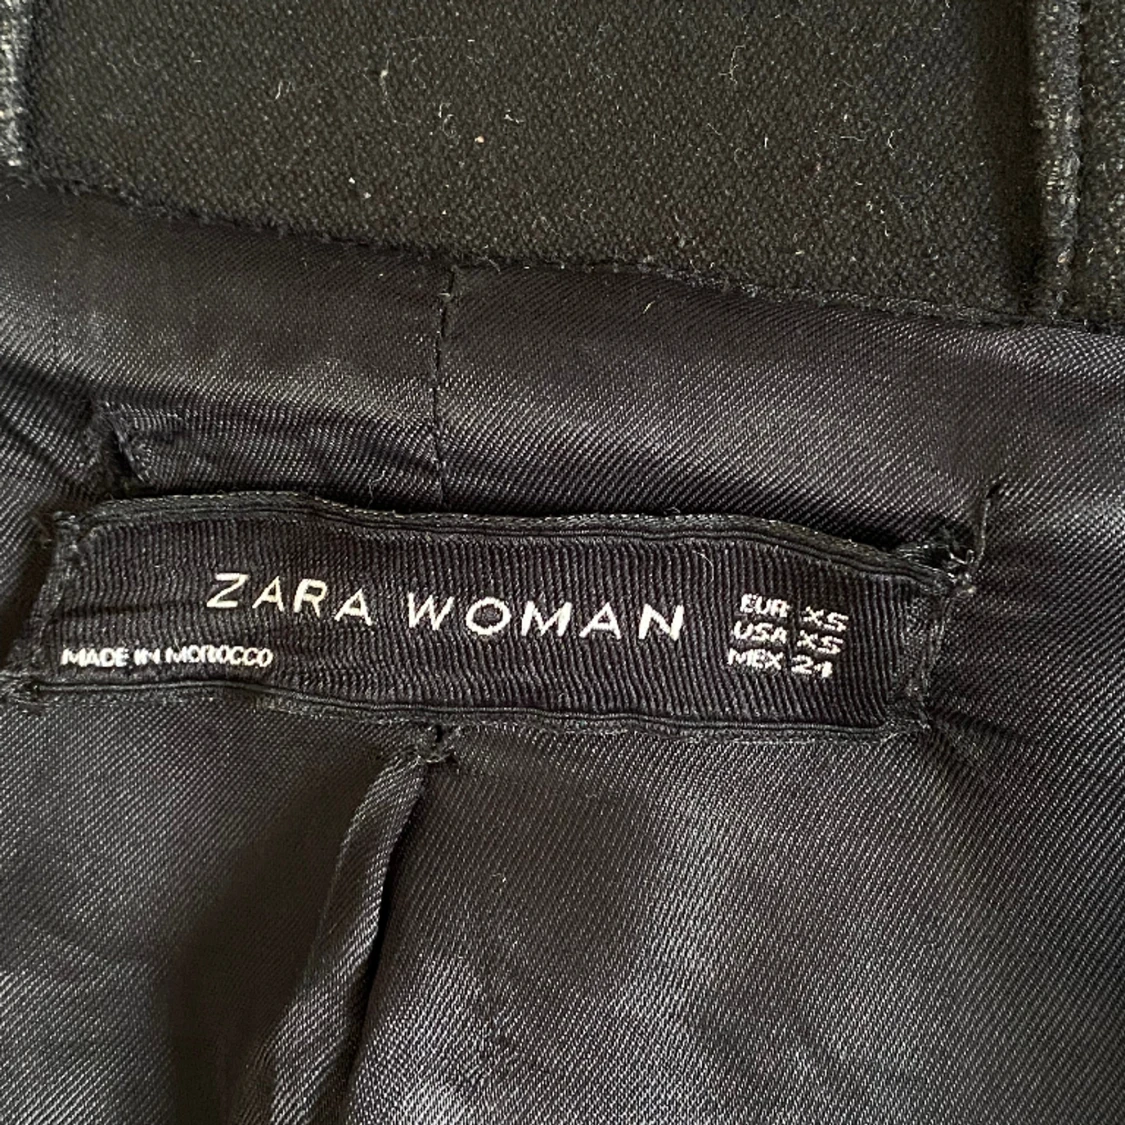 ZARA WOMAN
MADE IN MOROCCO
EUR XS
USA XS
MEX 24